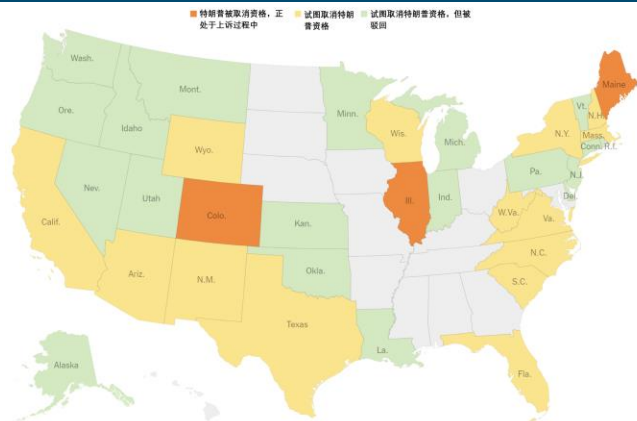 特朗普被取消资格，正
处于上诉过程中
试图取消特朗
普资格
试图取消特朗普资格，但被
驳回
Wash.
Ore.
Idaho
Mont.
Wyo.
Nev.
Utah
Calif.
Colo.
Ariz.
N.M.
Kan.
Okla.
Texas
Minn.
Wis.
Mich.
Ill.
Ind.
La.
Maine
Vt.
N.H.
N.Y.
Mass.
Conn.
R.I.
Pa.
N.J.
Del.
W.Va.
Va.
N.C.
S.C.
Fla.
Alaska